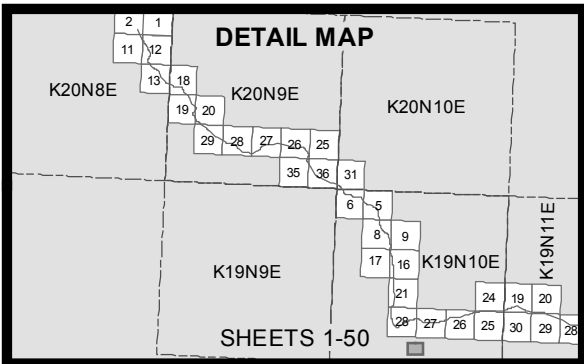 2 1
DETAIL MAP
11 12
K20N8E
13 18
K20N9E
19 20
K20N10E
29 28 27 26 25
35 36 31
6 5
K19N11E
8 9
K19N9E
17 16
K19N10E
21
24 19 20
28 27 26 25 30 29 28
SHEETS 1-50